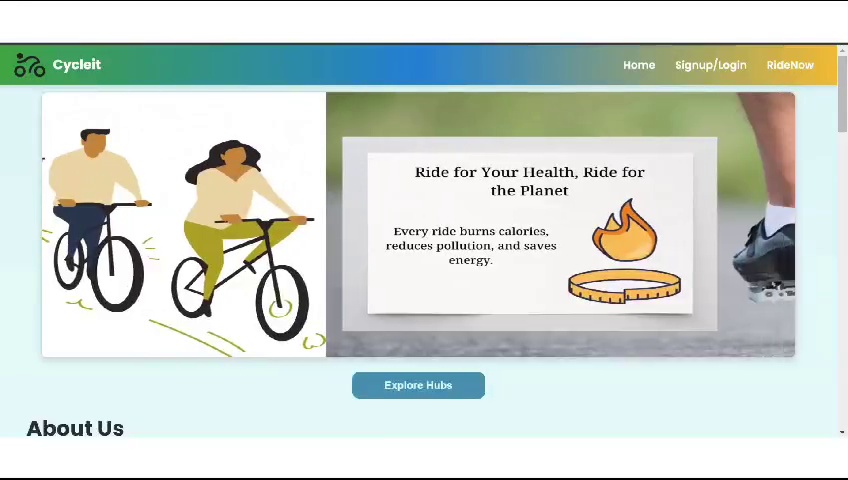 Cycleit
Home Signup/Login RideNow
Ride for Your Health, Ride for
the Planet
Every ride burns calories,
reduces pollution, and saves
energy.
Explore Hubs
About Us